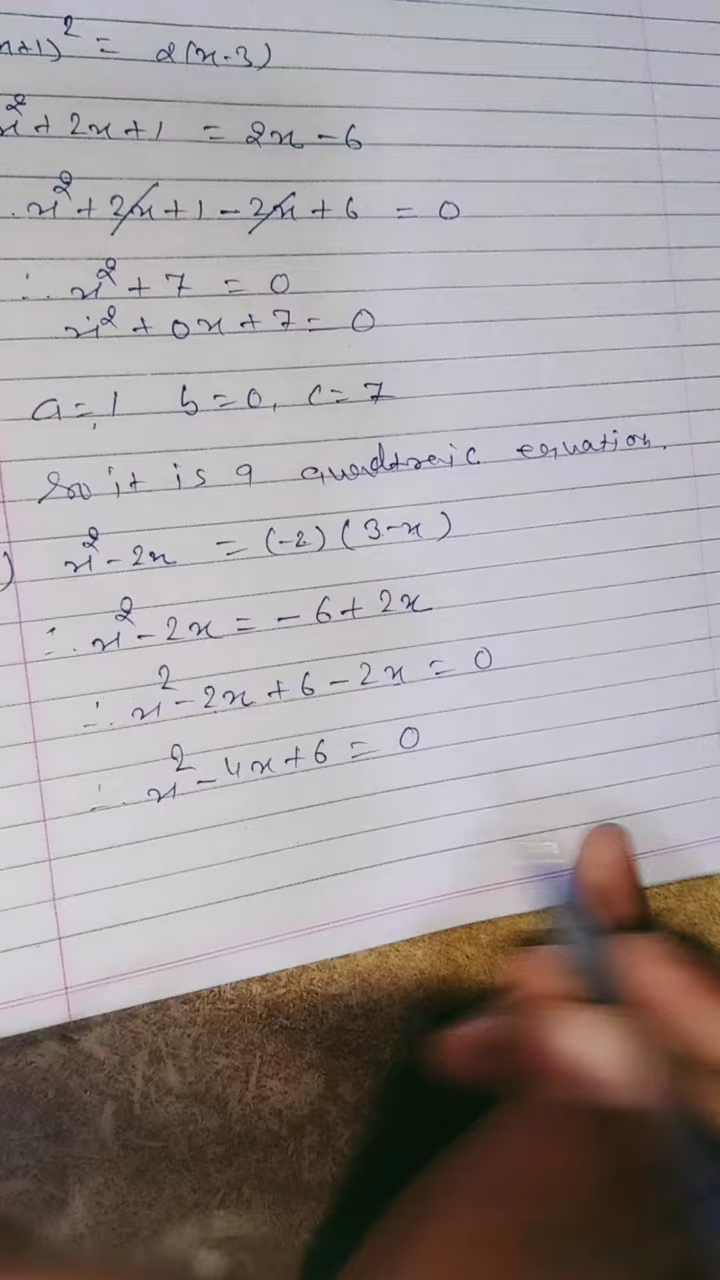 x+1)² = 2(x-3)
x² + 2x + 1 = 2x - 6
. x² + 2x + 1 - 2x + 6 = 0
∴ x² + 7 = 0
x² + 0x + 7 = 0
a = 1 b = 0, c = 7
So it is a quadtraic equation.
) x² - 2x = (-2) (3-x)
∴ x² - 2x = - 6 + 2x
∴ x² - 2x + 6 - 2x = 0
∴ x² - 4x + 6 = 0